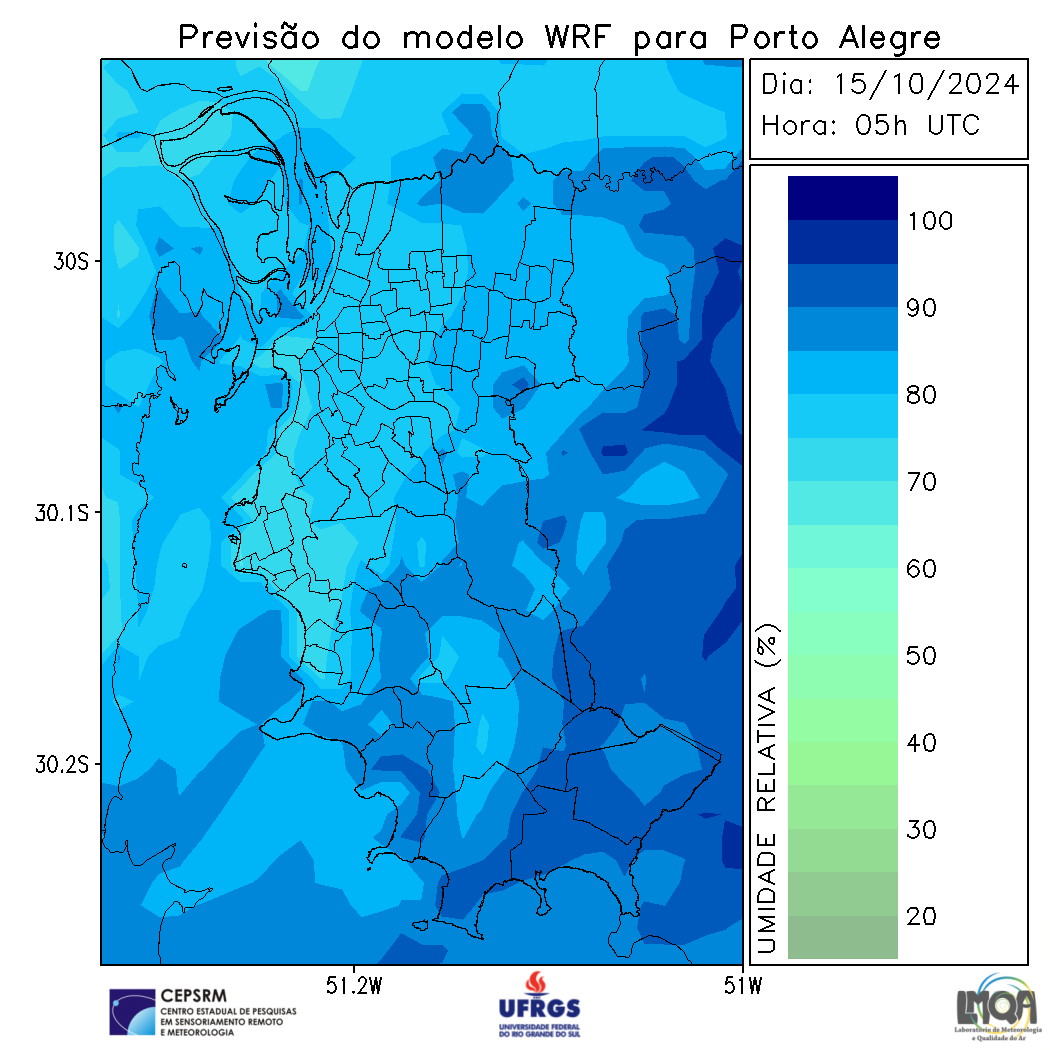 Previsão do modelo WRF para Porto Alegre
Dia: 15/10/2024
Hora: 05h UTC
30S
30.1S
30.2S
51.2W
51W
100
90
80
70
60
50
40
30
20
UMIDADE RELATIVA (%)
CEPSRM
CENTRO ESTADUAL DE PESQUISAS
EM SENSORIAMENTO REMOTO
E METEOROLOGIA
UFRGS
UNIVERSIDADE FEDERAL
DO RIO GRANDE DO SUL
LMQA
Laboratório de Meteorologia
e Qualidade do Ar